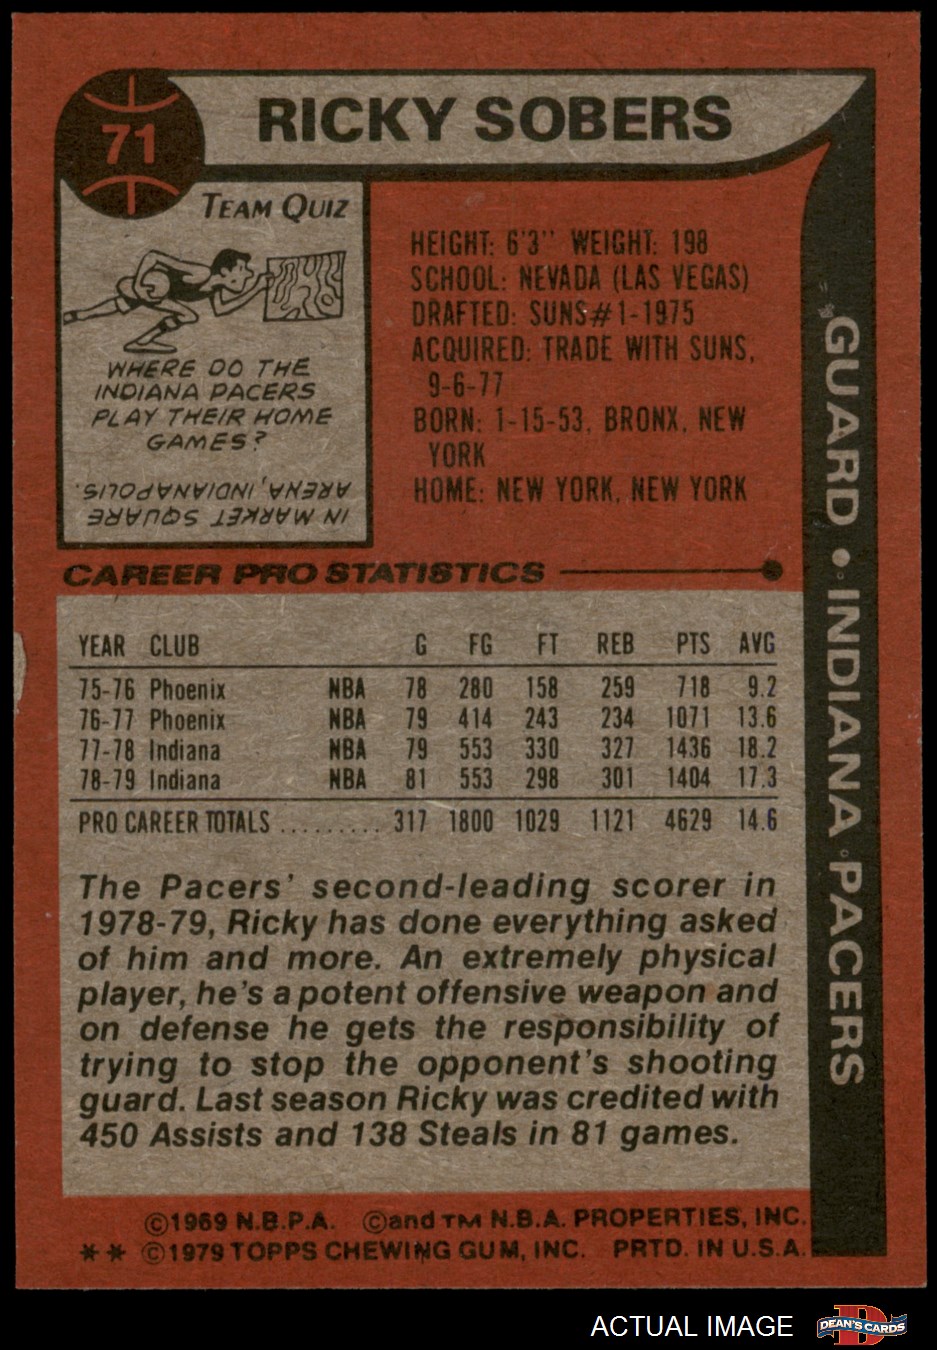 71
RICKY SOBERS
TEAM QUIZ
WHERE DO THE
INDIANA PACERS
PLAY THEIR HOME
GAMES?
IN MARKET SQUARE
ARENA, INDIANAPOLIS.
HEIGHT: 6'3" WEIGHT: 198
SCHOOL: NEVADA (LAS VEGAS)
DRAFTED: SUNS#1-1975
ACQUIRED: TRADE WITH SUNS,
9-6-77
BORN: 1-15-53, BRONX, NEW
YORK
HOME: NEW YORK, NEW YORK
GUARD • INDIANA PACERS
CAREER PRO STATISTICS
YEAR CLUB G FG FT REB PTS AVG
75-76 Phoenix NBA 78 280 158 259 718 9.2
76-77 Phoenix NBA 79 414 243 234 1071 13.6
77-78 Indiana NBA 79 553 330 327 1436 18.2
78-79 Indiana NBA 81 553 298 301 1404 17.3
PRO CAREER TOTALS .......... 317 1800 1029 1121 4629 14.6
The Pacers' second-leading scorer in
1978-79, Ricky has done everything asked
of him and more. An extremely physical
player, he's a potent offensive weapon and
on defense he gets the responsibility of
trying to stop the opponent's shooting
guard. Last season Ricky was credited with
450 Assists and 138 Steals in 81 games.
©1969 N.B.P.A. ©and TM N.B.A. PROPERTIES, INC.
** ©1979 TOPPS CHEWING GUM, INC. PRTD. IN U.S.A.
ACTUAL IMAGE
D
DEAN'S CARDS